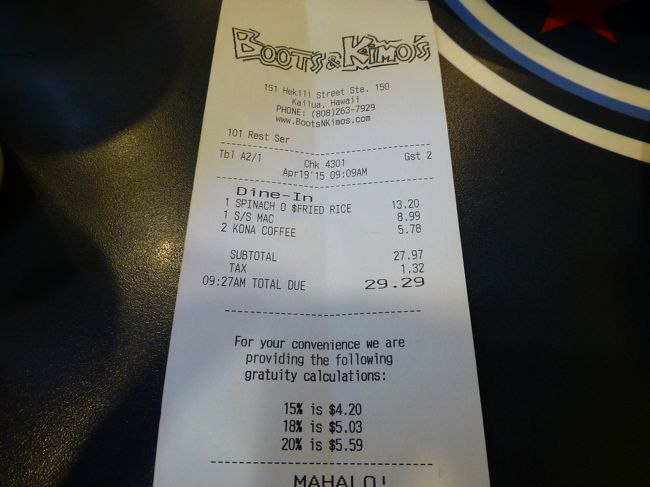 BOOTS & KIMO'S
151 Hekili Street Ste. 150
Kailua, Hawaii
PHONE: (808)263-7929
www.BootsNKimos.com
101 Rest Ser
Tbl A2/1 Chk 4301 Gst 2
Apr19'15 09:09AM
Dine-In
1 SPINACH O $FRIED RICE 13.20
1 S/S MAC 8.99
2 KONA COFFEE 5.78
SUBTOTAL 27.97
TAX 1.32
09:27AM TOTAL DUE 29.29
For your convenience we are
providing the following
gratuity calculations:
15% is $4.20
18% is $5.03
20% is $5.59
MAHALO!